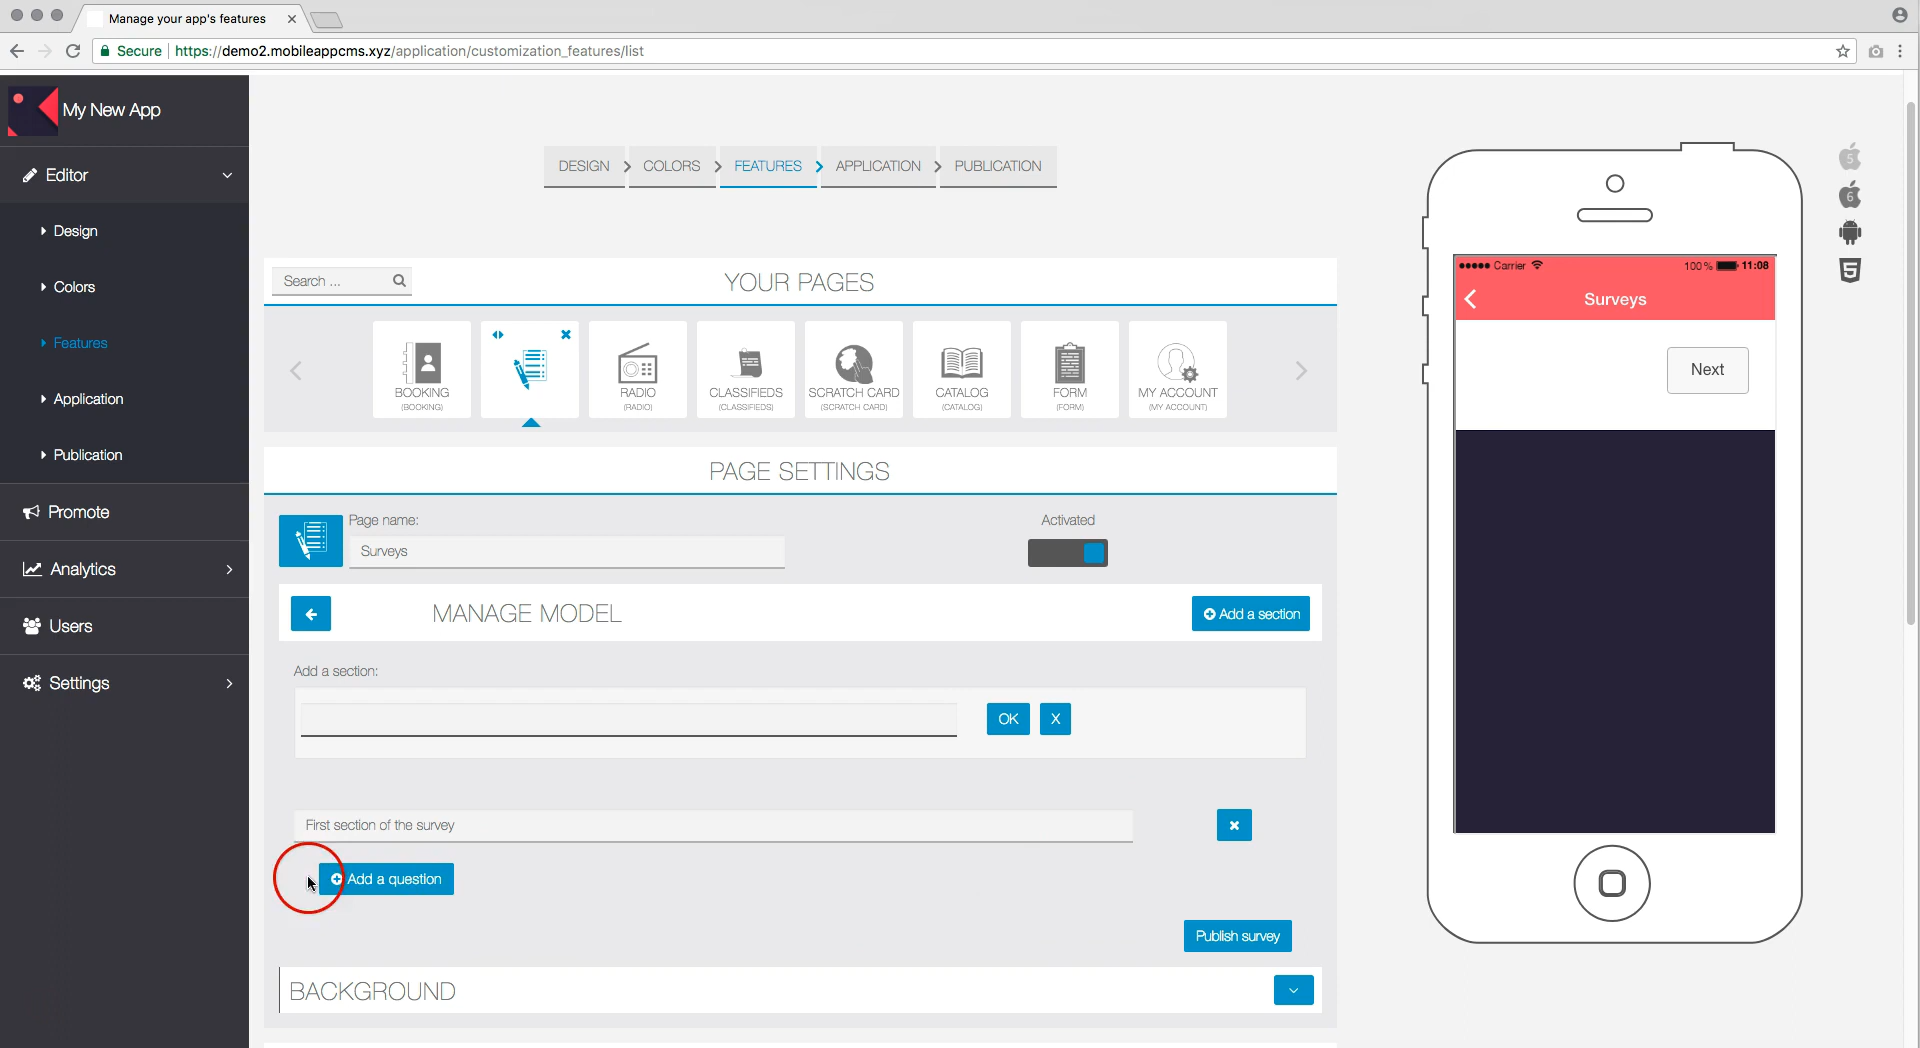 Manage your app's features
Secure https://demo2.mobileappcms.xyz/application/customization_features/list
My New App
Editor
Design
Colors
Features
Application
Publication
Promote
Analytics
Users
Settings
DESIGN
COLORS
FEATURES
APPLICATION
PUBLICATION
Search ...
YOUR PAGES
BOOKING
(BOOKING)
RADIO
(RADIO)
CLASSIFIEDS
(CLASSIFIEDS)
SCRATCH CARD
(SCRATCH CARD)
CATALOG
(CATALOG)
FORM
(FORM)
MY ACCOUNT
(MY ACCOUNT)
PAGE SETTINGS
Page name:
Surveys
Activated
MANAGE MODEL
Add a section
Add a section:
OK
X
First section of the survey
Add a question
Publish survey
BACKGROUND
Carrier 100% 11:08
Surveys
Next
5
6
5